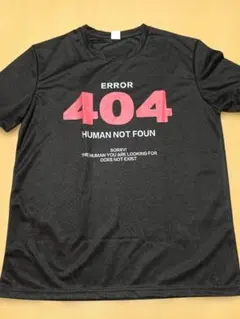 ERROR
404
HUMAN NOT FOUN
SORRY!
THE HUMAN YOU ARE LOOKING FOR
DOES NOT EXIST